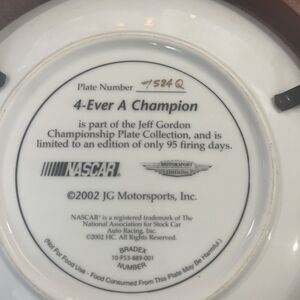 Plate Number 7584Q
4-Ever A Champion
is part of the Jeff Gordon
Championship Plate Collection, and is
limited to an edition of only 95 firing days.
NASCAR®
MOTORSPORT
©2002 JG Motorsports, Inc.
NASCAR® is a registered trademark of The
National Association for Stock Car
Auto Racing, Inc.
©2002 HC. All Rights Reserved.
BRADEX
10-P53-889-001
NUMBER
(Not For Food Use - Food Consumed From This Plate May Be Harmful.)